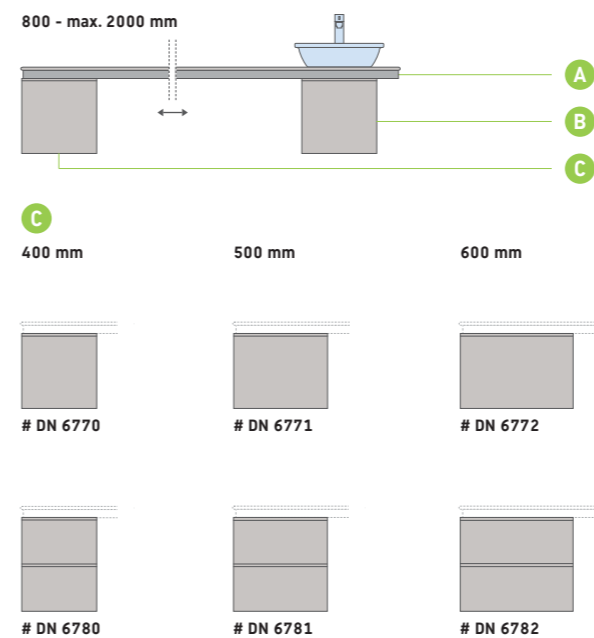 800 - max. 2000 mm
A
B
C
C
400 mm 500 mm 600 mm
# DN 6770 # DN 6771 # DN 6772
# DN 6780 # DN 6781 # DN 6782